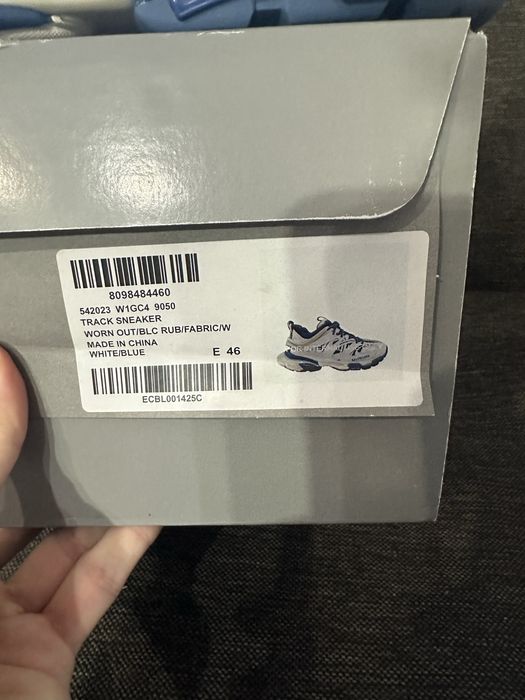 8098484460
542023 W1GC4 9050
TRACK SNEAKER
WORN OUT/BLC RUB/FABRIC/W
MADE IN CHINA
WHITE/BLUE E 46
ECBL001425C